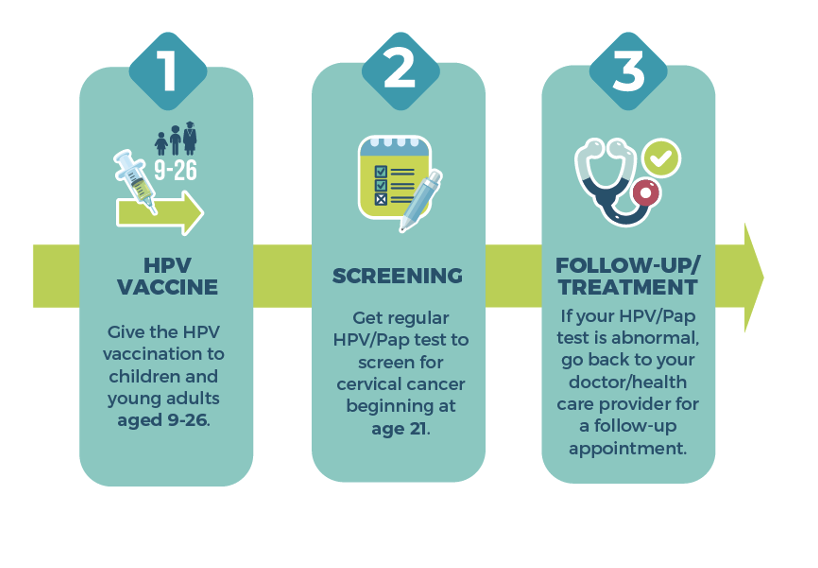 1
9-26
HPV
VACCINE
Give the HPV
vaccination to
children and
young adults
aged 9-26.
2
SCREENING
Get regular
HPV/Pap test to
screen for
cervical cancer
beginning at
age 21.
3
FOLLOW-UP/
TREATMENT
If your HPV/Pap
test is abnormal,
go back to your
doctor/health
care provider for
a follow-up
appointment.